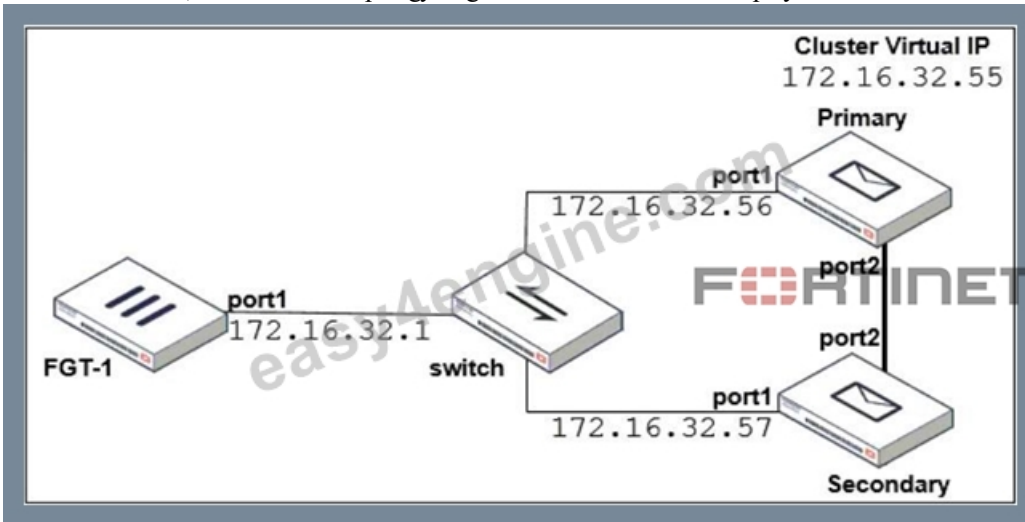 Cluster Virtual IP
172.16.32.55
Primary
port1
172.16.32.56
port2
FORTINET
port1
172.16.32.1
FGT-1
switch
port2
port1
172.16.32.57
Secondary
easy4engine.com